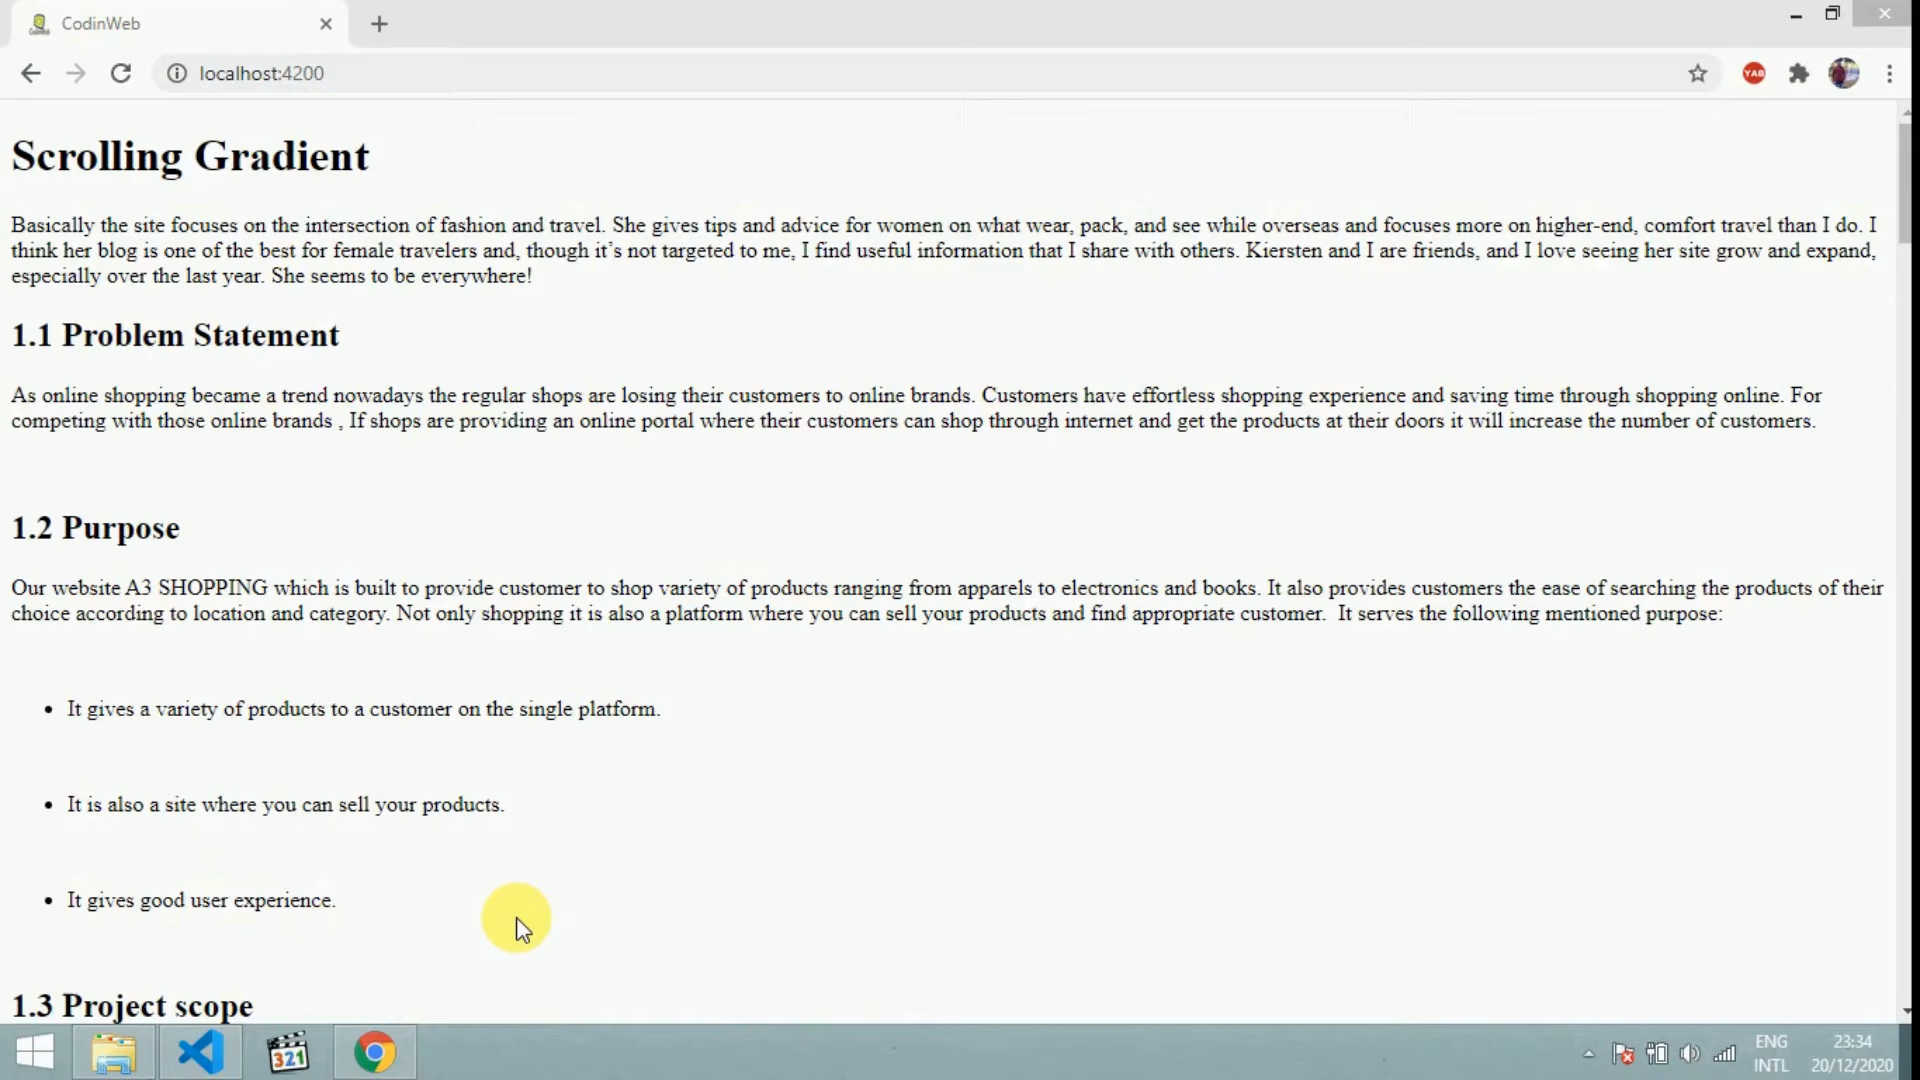 CodinWeb
localhost:4200
YAB
Scrolling Gradient
Basically the site focuses on the intersection of fashion and travel. She gives tips and advice for women on what wear, pack, and see while overseas and focuses more on higher-end, comfort travel than I do. I
think her blog is one of the best for female travelers and, though it’s not targeted to me, I find useful information that I share with others. Kiersten and I are friends, and I love seeing her site grow and expand,
especially over the last year. She seems to be everywhere!
1.1 Problem Statement
As online shopping became a trend nowadays the regular shops are losing their customers to online brands. Customers have effortless shopping experience and saving time through shopping online. For
competing with those online brands , If shops are providing an online portal where their customers can shop through internet and get the products at their doors it will increase the number of customers.
1.2 Purpose
Our website A3 SHOPPING which is built to provide customer to shop variety of products ranging from apparels to electronics and books. It also provides customers the ease of searching the products of their
choice according to location and category. Not only shopping it is also a platform where you can sell your products and find appropriate customer.  It serves the following mentioned purpose:
• It gives a variety of products to a customer on the single platform.
• It is also a site where you can sell your products.
• It gives good user experience.
1.3 Project scope
321
ENG
INTL
23:34
20/12/2020